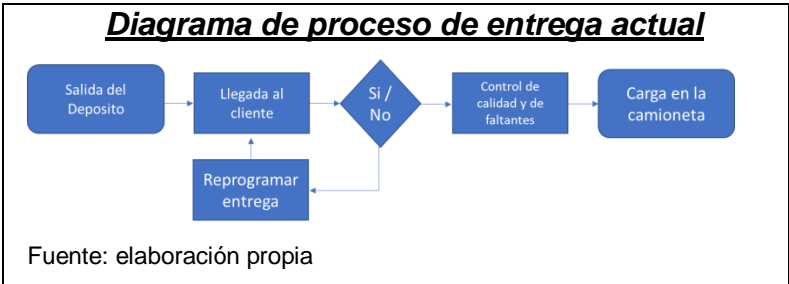 Diagrama de proceso de entrega actual
Salida del
Deposito
Llegada al
cliente
Si /
No
Control de
calidad y de
faltantes
Carga en la
camioneta
Reprogramar
entrega
Fuente: elaboración propia